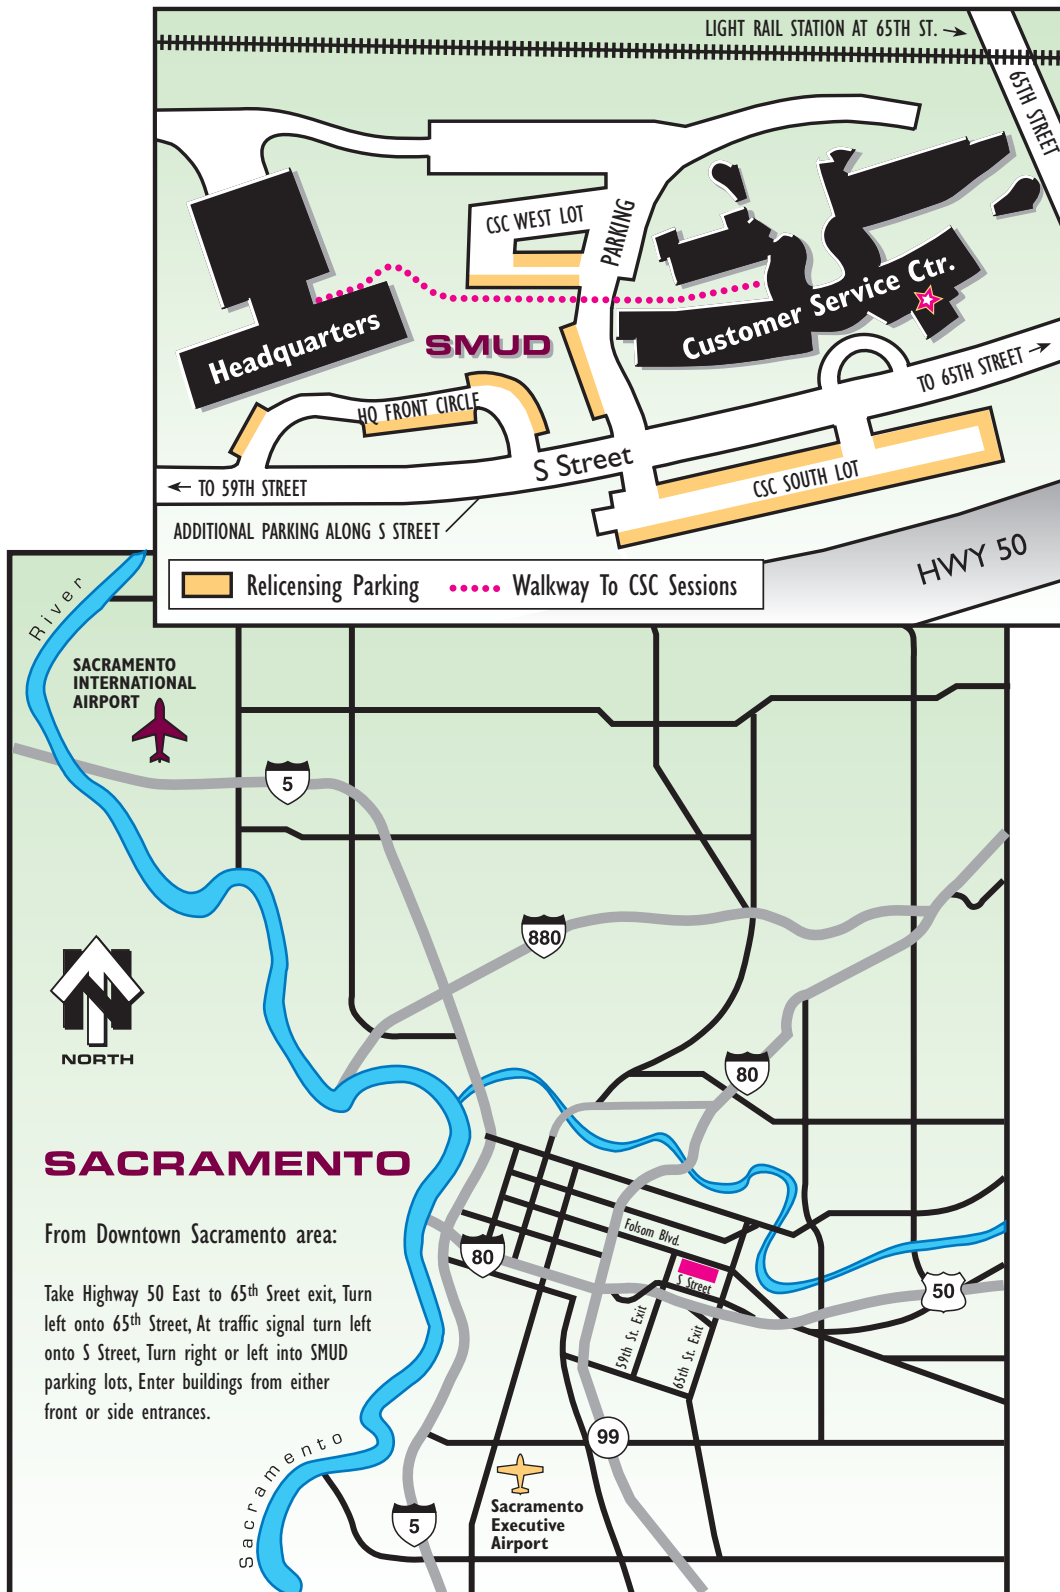 LIGHT RAIL STATION AT 65TH ST.
65TH STREET
CSC WEST LOT
PARKING
Headquarters
SMUD
Customer Service Ctr.
HQ FRONT CIRCLE
TO 65TH STREET
S Street
TO 59TH STREET
CSC SOUTH LOT
ADDITIONAL PARKING ALONG S STREET
HWY 50
Relicensing Parking
Walkway To CSC Sessions
River
SACRAMENTO
INTERNATIONAL
AIRPORT
5
880
N
NORTH
80
SACRAMENTO
From Downtown Sacramento area:
Take Highway 50 East to 65th Sreet exit, Turn
left onto 65th Street, At traffic signal turn left
onto S Street, Turn right or left into SMUD
parking lots, Enter buildings from either
front or side entrances.
Folsom Blvd.
80
S Street
50
59th St. Exit
65th St. Exit
99
Sacramento
Sacramento
Executive
Airport
5